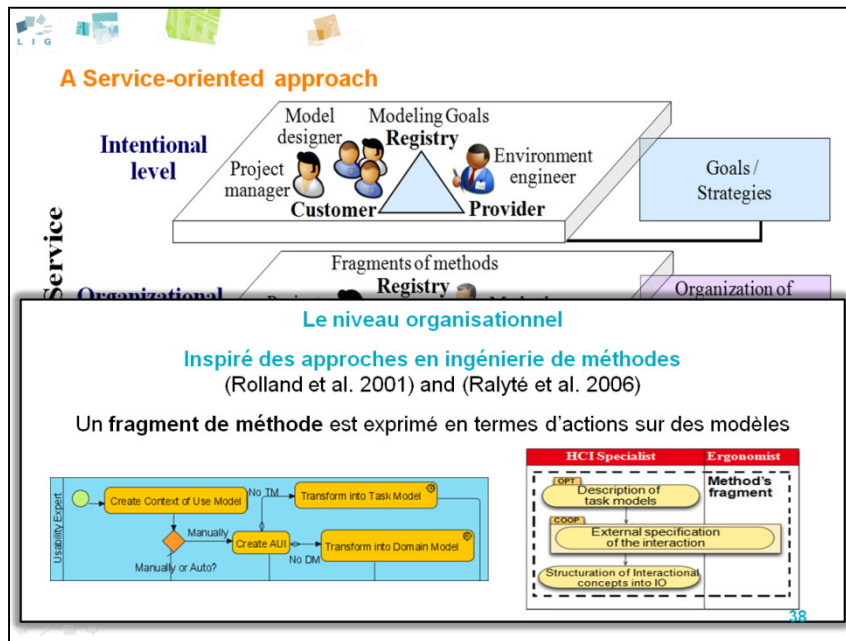 L I G
A Service-oriented approach
Intentional
level
Model
designer
Modeling Goals
Registry
Project
manager
Environment
engineer
Customer
Provider
Goals /
Strategies
Service
Fragments of methods
Registry
Organizational
Organization of
Le niveau organisationnel
Inspiré des approches en ingénierie de méthodes
(Rolland et al. 2001) and (Ralyté et al. 2006)
Un fragment de méthode est exprimé en termes d'actions sur des modèles
Usability Expert
Create Context of Use Model
No TM
Transform into Task Model
Manually
Create AUI
Transform into Domain Model
No DM
Manually or Auto?
HCI Specialist
Ergonomist
OPT
Description of
task models
Method's
fragment
COOP
External specification
of the interaction
Structuration of Interactional
concepts into IO
38